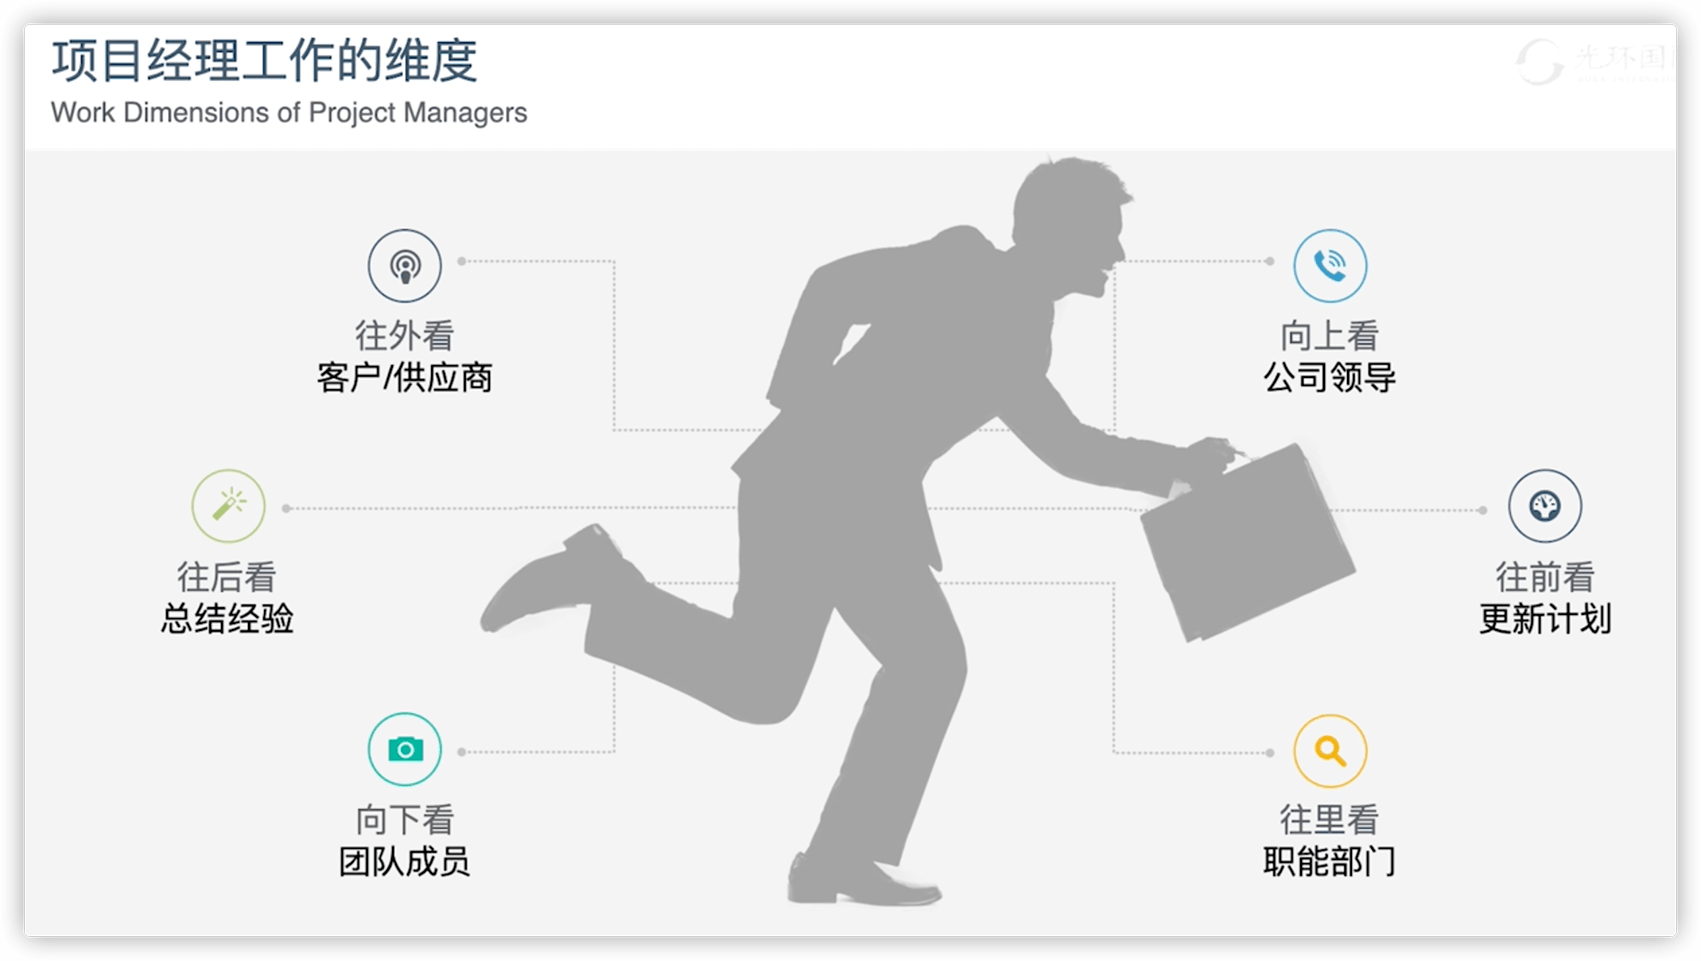 项目经理工作的维度
Work Dimensions of Project Managers
光环国
往外看
客户/供应商
向上看
公司领导
往后看
总结经验
往前看
更新计划
向下看
团队成员
往里看
职能部门